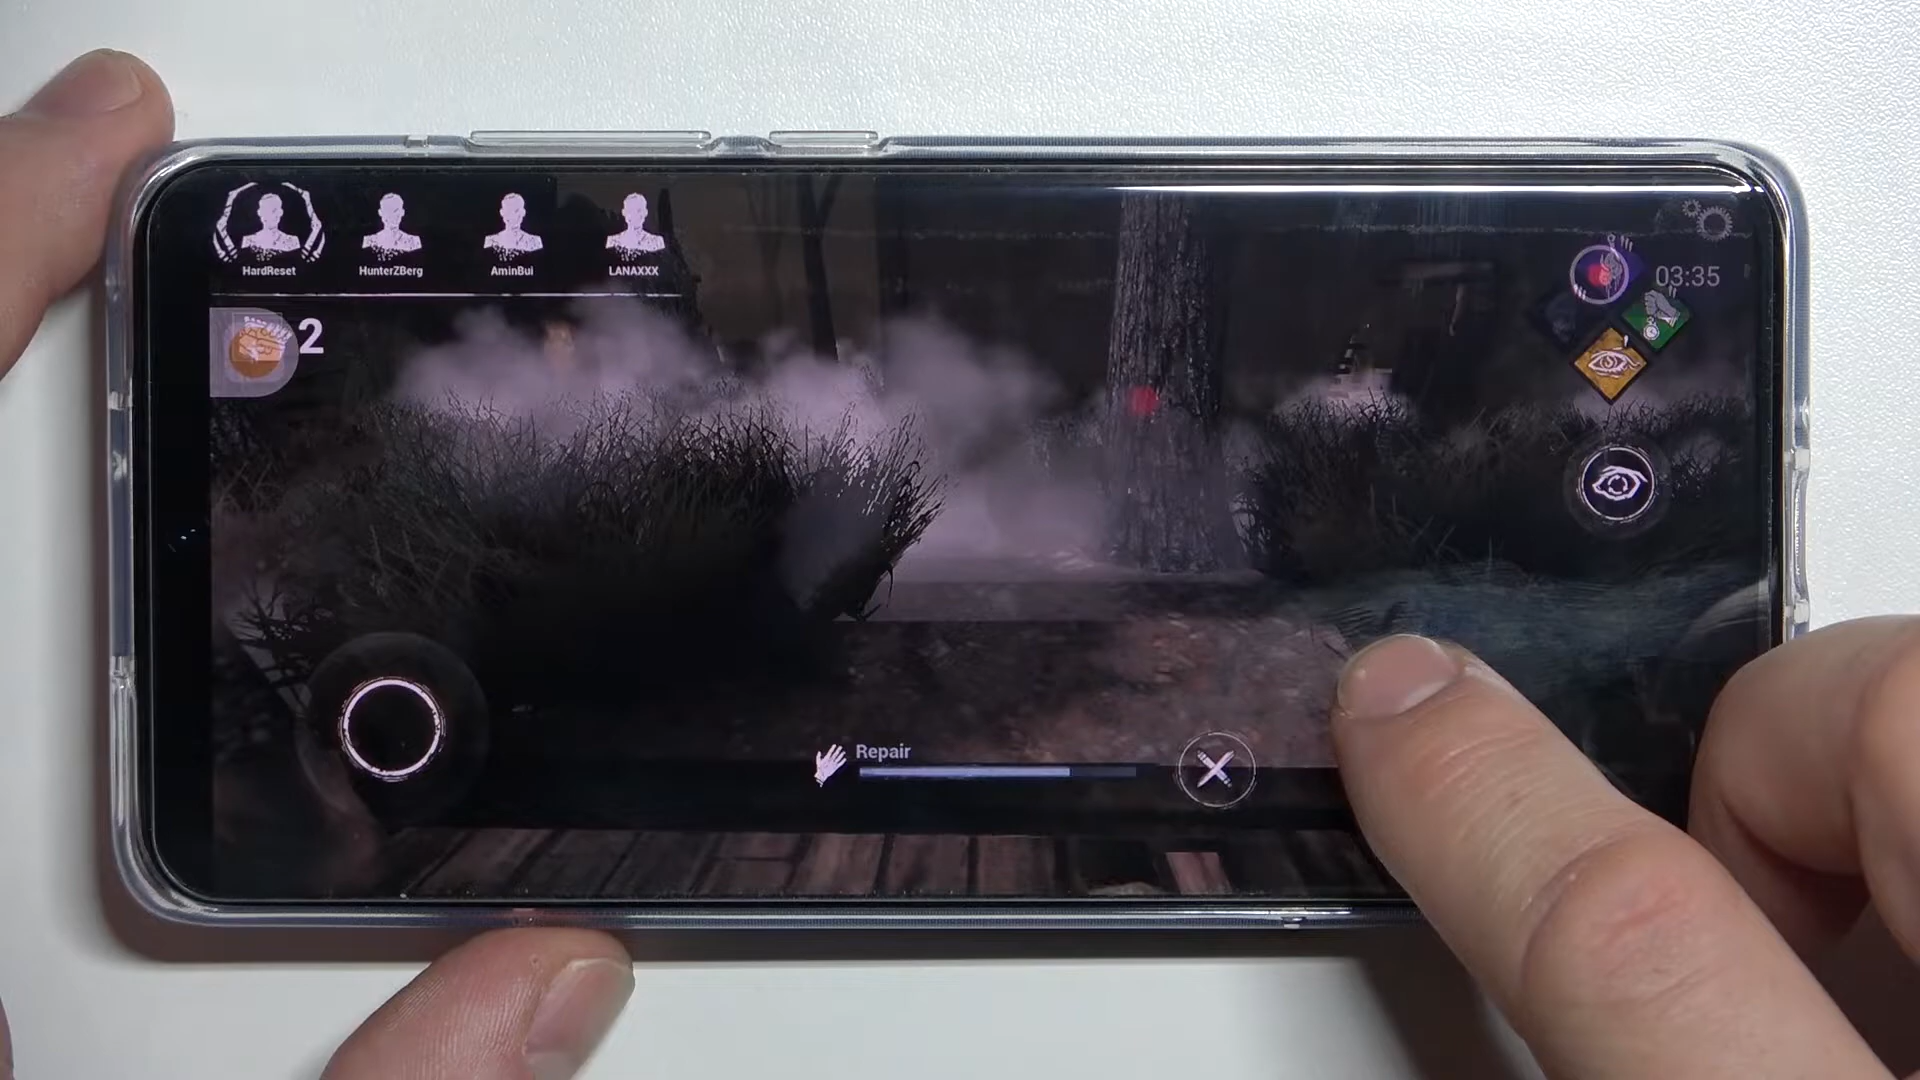 HardReset
HunterZBerg
AminBui
LANAXXX
2
03:35
Repair